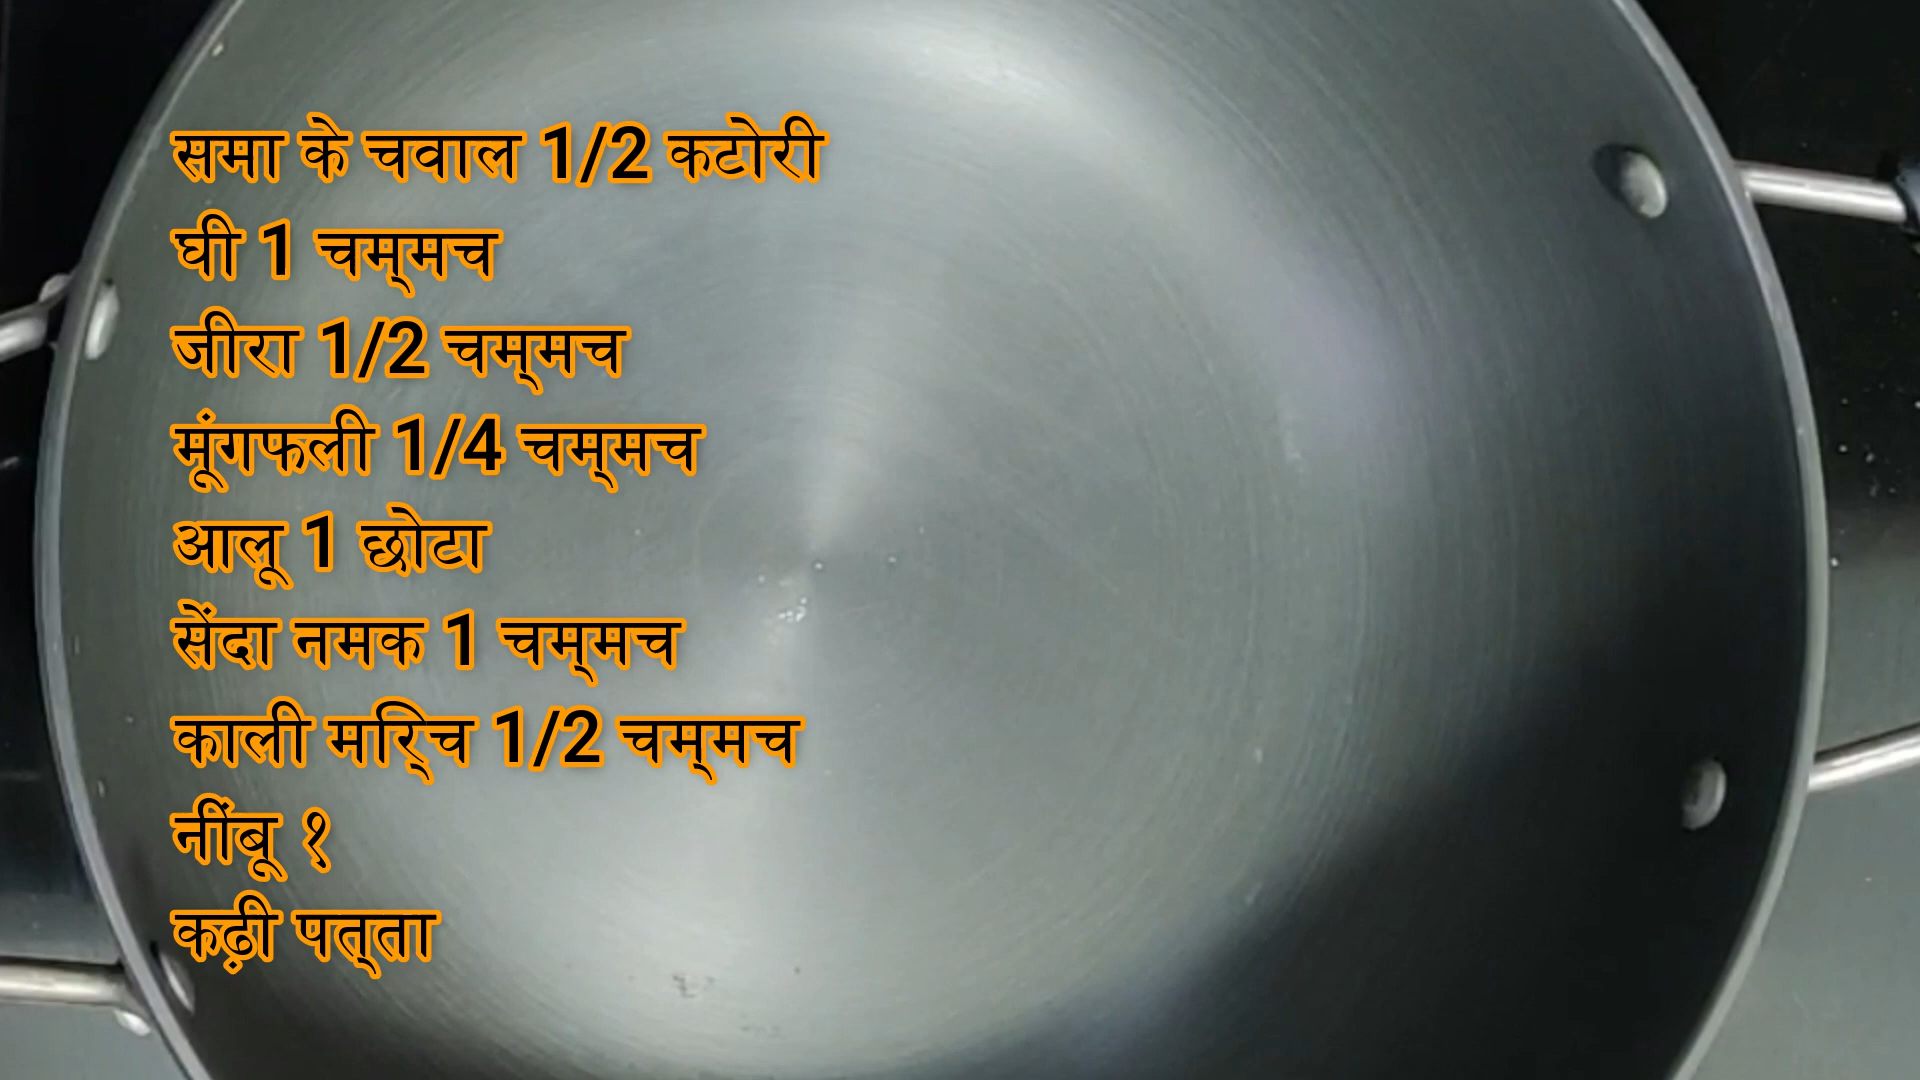 समा के चवाल 1/2 कटोरी
घी 1 चम्मच
जीरा 1/2 चम्मच
मूंगफली 1/4 चम्मच
आलू 1 छोटा
सेंदा नमक 1 चम्मच
काली मर्िच 1/2 चम्मच
नींबू १
कढ़ी पत्ता